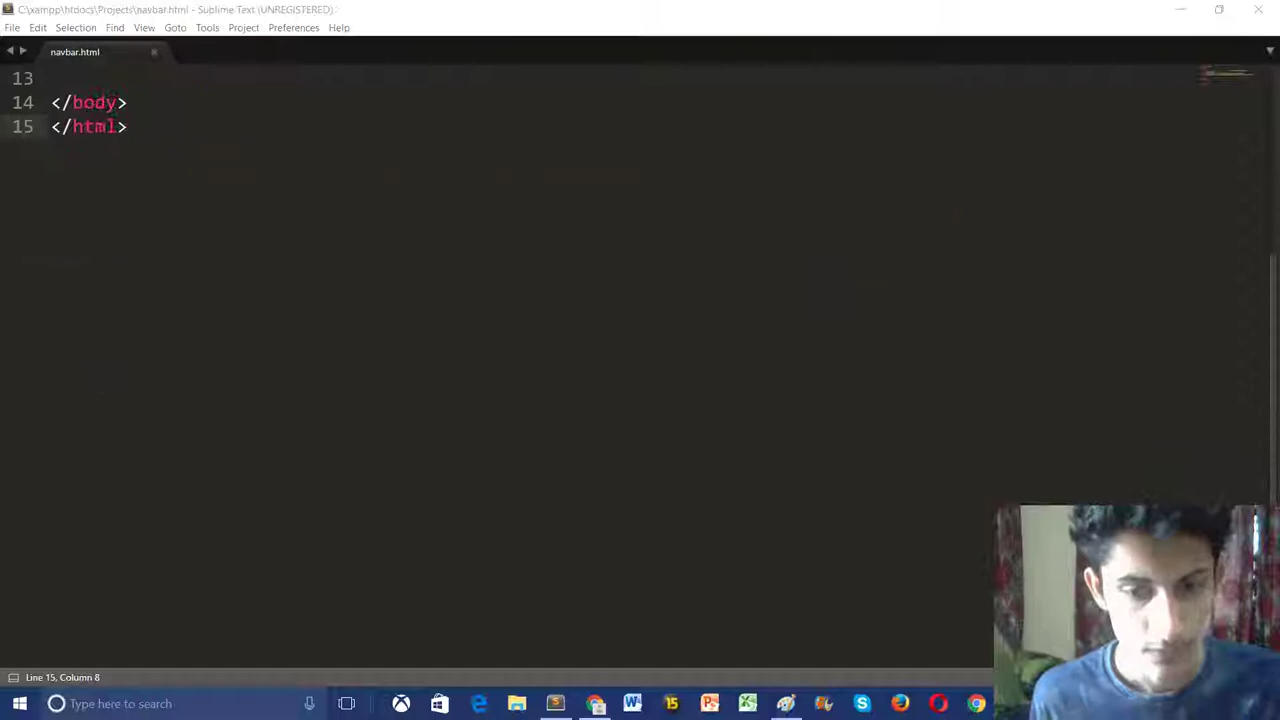 C:\xampp\htdocs\Projects\navbar.html - Sublime Text (UNREGISTERED)
File Edit Selection Find View Goto Tools Project Preferences Help
navbar.html
13
14 </body>
15 </html>
Line 15, Column 8
Type here to search